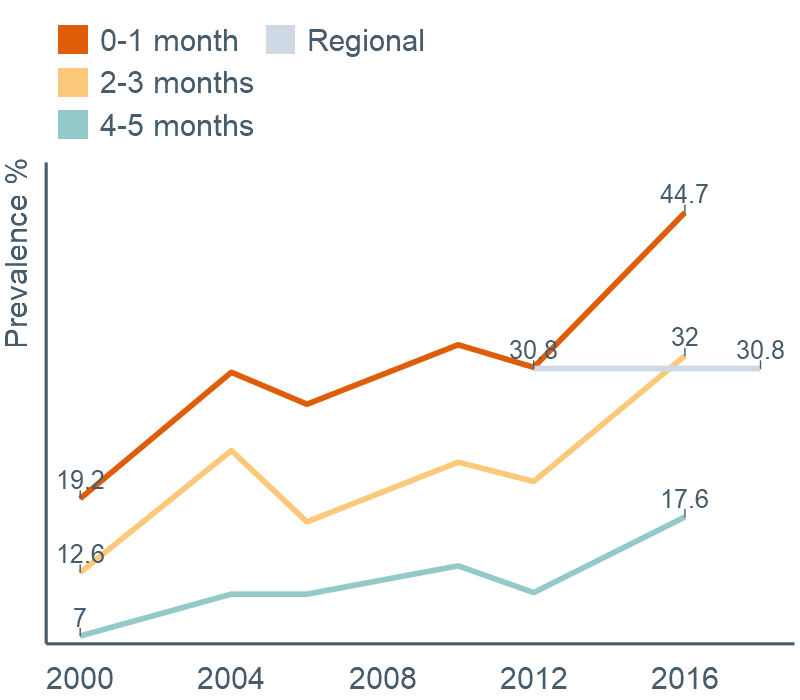 0-1 month
Regional
2-3 months
4-5 months
Prevalence %
44.7
30.8
32
30.8
19.2
17.6
12.6
7
2000 2004 2008 2012 2016